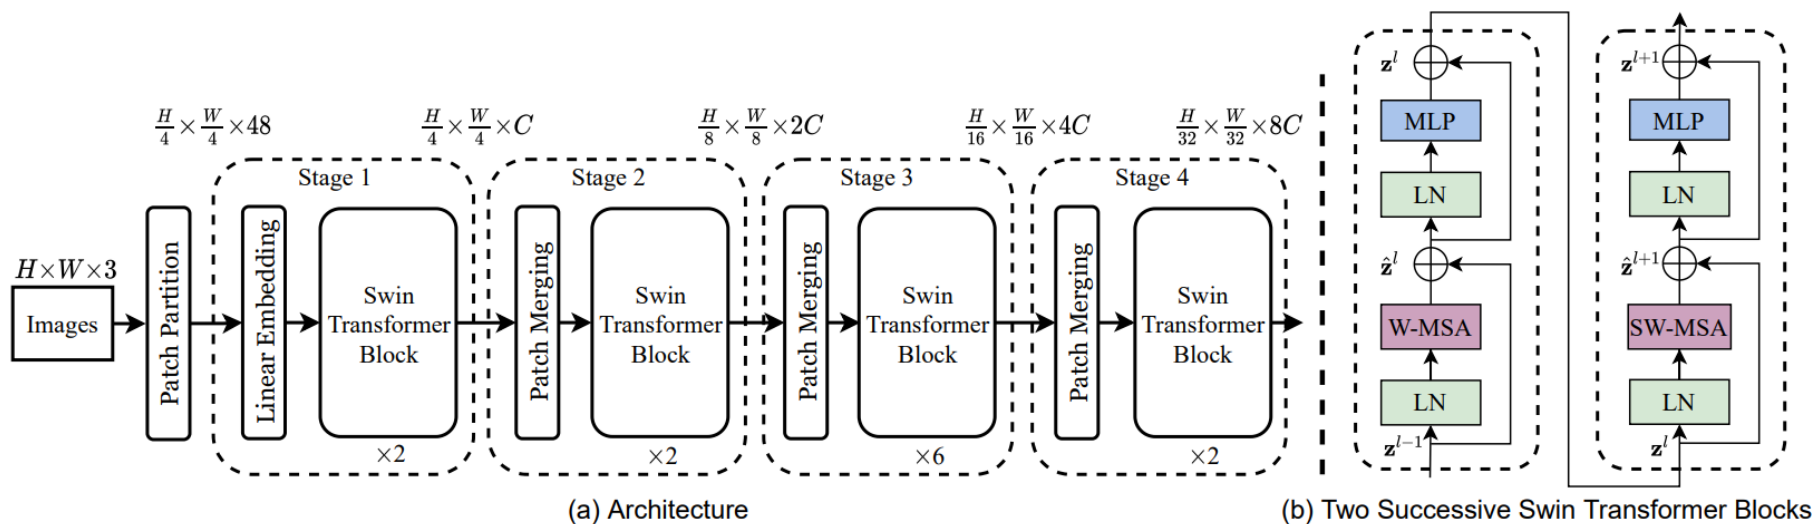 H×W×3
Images
Patch Partition
H/4 × W/4 × 48
Stage 1
Linear Embedding
Swin
Transformer
Block
×2
H/4 × W/4 × C
Stage 2
Patch Merging
Swin
Transformer
Block
×2
H/8 × W/8 × 2C
Stage 3
Patch Merging
Swin
Transformer
Block
×6
H/16 × W/16 × 4C
Stage 4
Patch Merging
Swin
Transformer
Block
×2
H/32 × W/32 × 8C
(a) Architecture
z^l
MLP
LN
ẑ^l
W-MSA
LN
z^{l-1}
z^{l+1}
MLP
LN
ẑ^{l+1}
SW-MSA
LN
z^l
(b) Two Successive Swin Transformer Blocks